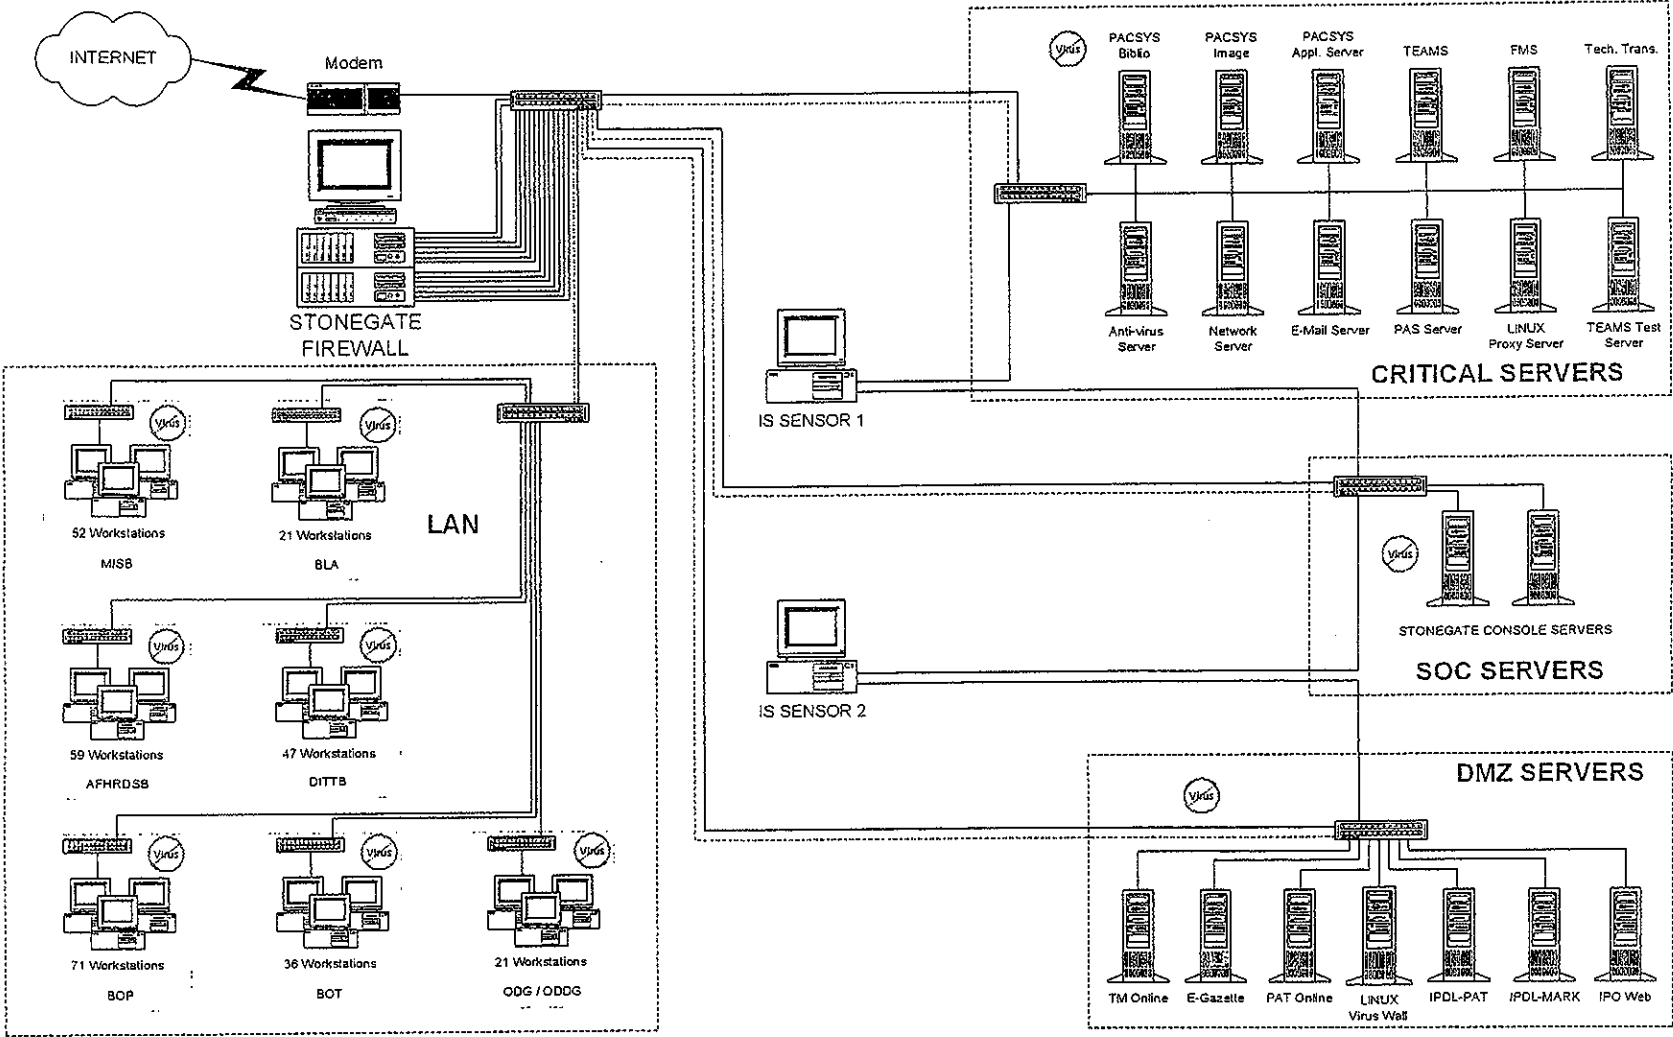 INTERNET
Modem
STONEGATE
FIREWALL
Virus
PACSYS
Biblio
PACSYS
Image
PACSYS
Appl. Server
TEAMS
FMS
Tech. Trans.
Anti-virus
Server
Network
Server
E-Mail Server
PAS Server
LINUX
Proxy Server
TEAMS Test
Server
CRITICAL SERVERS
IS SENSOR 1
Virus
STONEGATE CONSOLE SERVERS
SOC SERVERS
IS SENSOR 2
DMZ SERVERS
Virus
TM Online
E-Gazette
PAT Online
LINUX
Virus Wall
IPDL-PAT
IPDL-MARK
IPO Web
LAN
Virus
52 Workstations
MISB
Virus
21 Workstations
BLA
Virus
59 Workstations
AFHRDSB
Virus
47 Workstations
DITTB
Virus
71 Workstations
BOP
Virus
36 Workstations
BOT
Virus
21 Workstations
ODG / ODDG